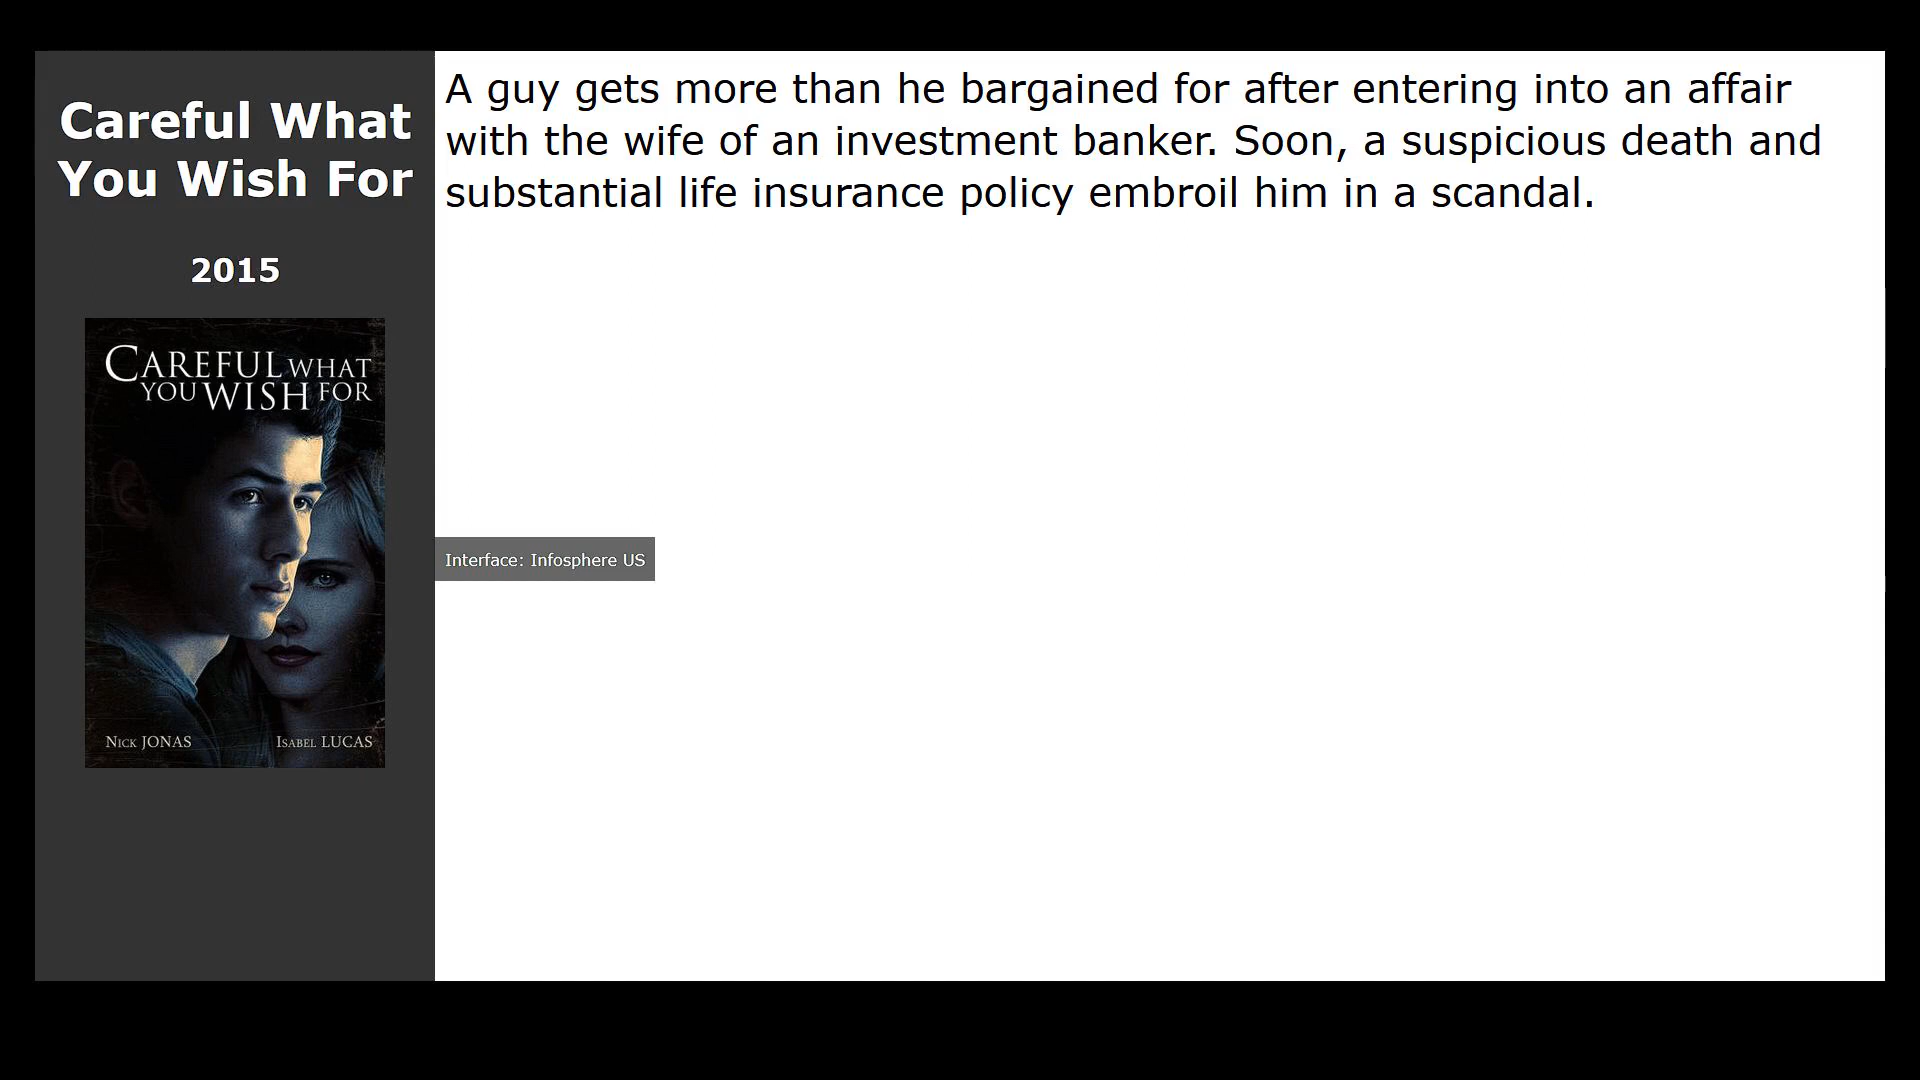 Careful What
You Wish For
2015
CAREFUL WHAT
YOU WISH FOR
NICK JONAS
ISABEL LUCAS
A guy gets more than he bargained for after entering into an affair
with the wife of an investment banker. Soon, a suspicious death and
substantial life insurance policy embroil him in a scandal.
Interface: Infosphere US